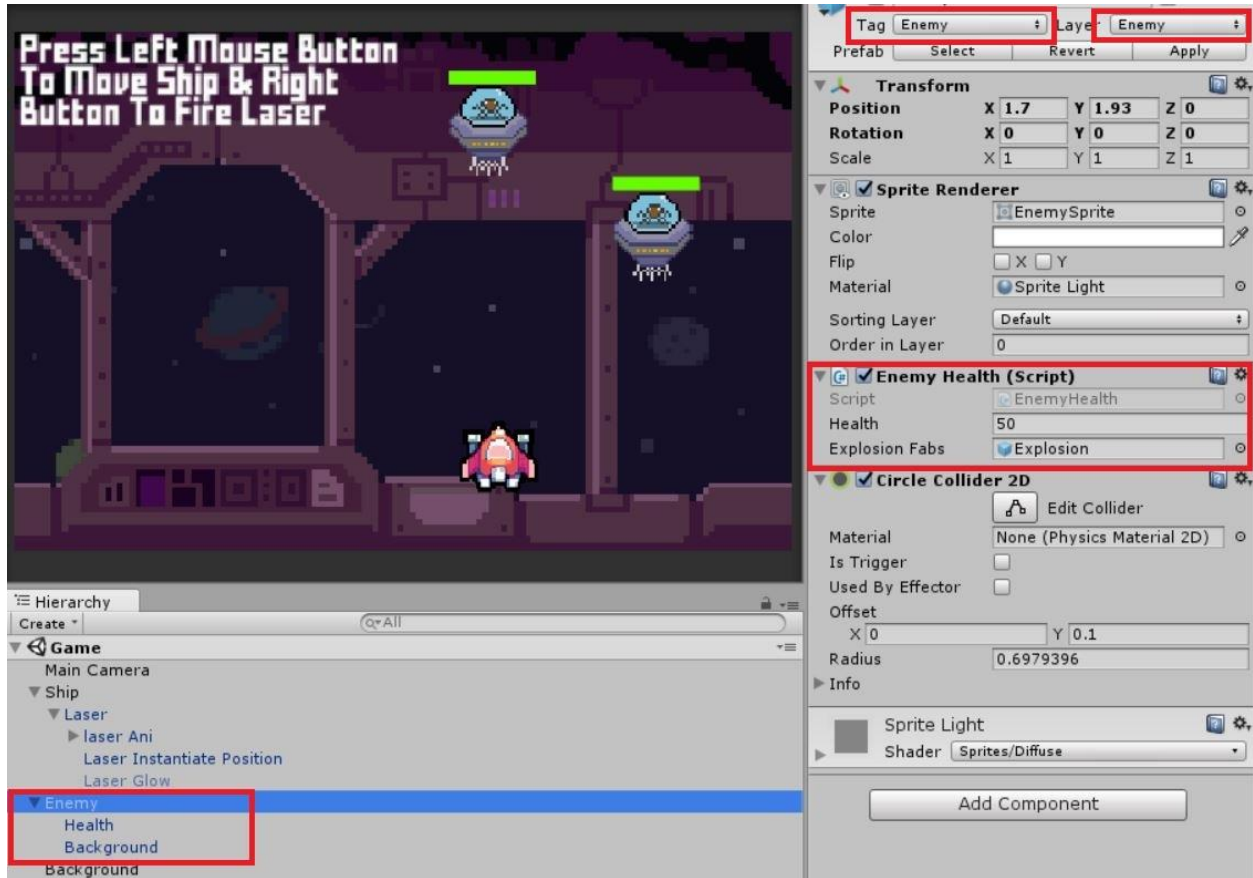 Press Left Mouse Button
To Move Ship & Right
Button To Fire Laser
Hierarchy
Create
All
Game
Main Camera
Ship
Laser
laser Ani
Laser Instantiate Position
Laser Glow
Enemy
Health
Background
Background
Tag Enemy Layer Enemy
Prefab Select Revert Apply
Transform
Position X 1.7 Y 1.93 Z 0
Rotation X 0 Y 0 Z 0
Scale X 1 Y 1 Z 1
Sprite Renderer
Sprite EnemySprite
Color
Flip X Y
Material Sprite Light
Sorting Layer Default
Order in Layer 0
Enemy Health (Script)
Script EnemyHealth
Health 50
Explosion Fabs Explosion
Circle Collider 2D
Edit Collider
Material None (Physics Material 2D)
Is Trigger
Used By Effector
Offset
X 0 Y 0.1
Radius 0.6979396
Info
Sprite Light
Shader Sprites/Diffuse
Add Component